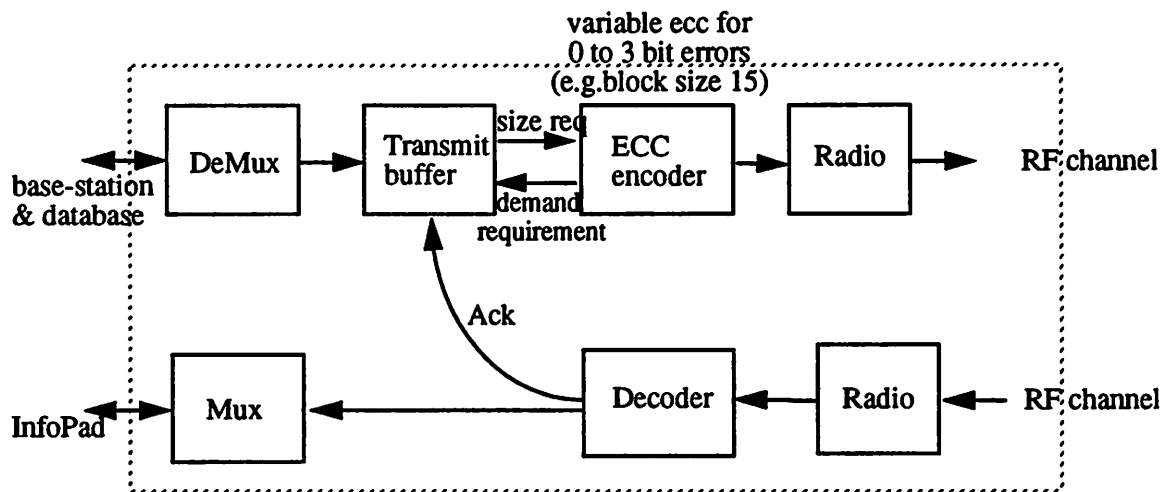 variable ecc for
0 to 3 bit errors
(e.g.block size 15)
DeMux
Transmit
buffer
size req
demand
requirement
ECC
encoder
Radio
RF channel
base-station
& database
Ack
Mux
Decoder
Radio
RF channel
InfoPad